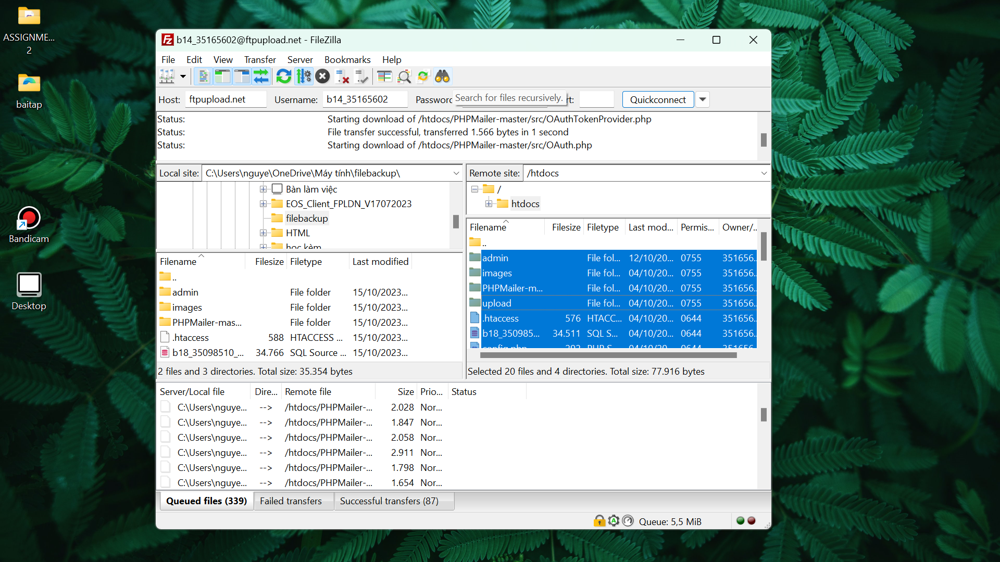 ASSIGNME...
2
baitap
Bandicam
Desktop
b14_35165602@ftpupload.net - FileZilla
File Edit View Transfer Server Bookmarks Help
Host: ftpupload.net Username: b14_35165602 Password Search for files recursively. t: Quickconnect
Status: Starting download of /htdocs/PHPMailer-master/src/OAuthTokenProvider.php
Status: File transfer successful, transferred 1.566 bytes in 1 second
Status: Starting download of /htdocs/PHPMailer-master/src/OAuth.php
Local site: C:\Users\nguye\OneDrive\Máy tính\filebackup\
Bàn làm việc
EOS_Client_FPLDN_V17072023
filebackup
HTML
học kèm
Filename Filesize Filetype Last modified
..
admin File folder 15/10/2023...
images File folder 15/10/2023...
PHPMailer-mas... File folder 15/10/2023...
.htaccess 588 HTACCESS ... 15/10/2023...
b18_35098510_... 34.766 SQL Source ... 15/10/2023...
2 files and 3 directories. Total size: 35.354 bytes
Remote site: /htdocs
/
htdocs
Filename Filesize Filetype Last mod... Permis... Owner/...
..
admin File fol... 12/10/20... 0755 351656...
images File fol... 04/10/20... 0755 351656...
PHPMailer-m... File fol... 04/10/20... 0755 351656...
upload File fol... 04/10/20... 0755 351656...
.htaccess 576 HTACC... 04/10/20... 0644 351656...
b18_350985... 34.511 SQL S... 04/10/20... 0644 351656...
config.php 292 PHP S... 04/10/20... 0644 351656...
Selected 20 files and 4 directories. Total size: 77.916 bytes
Server/Local file Dire... Remote file Size Prio... Status
C:\Users\nguye... --> /htdocs/PHPMailer-... 2.028 Nor...
C:\Users\nguye... --> /htdocs/PHPMailer-... 1.847 Nor...
C:\Users\nguye... --> /htdocs/PHPMailer-... 2.058 Nor...
C:\Users\nguye... --> /htdocs/PHPMailer-... 2.911 Nor...
C:\Users\nguye... --> /htdocs/PHPMailer-... 1.798 Nor...
C:\Users\nguye... --> /htdocs/PHPMailer-... 1.654 Nor...
Queued files (339) Failed transfers Successful transfers (87)
Queue: 5,5 MiB